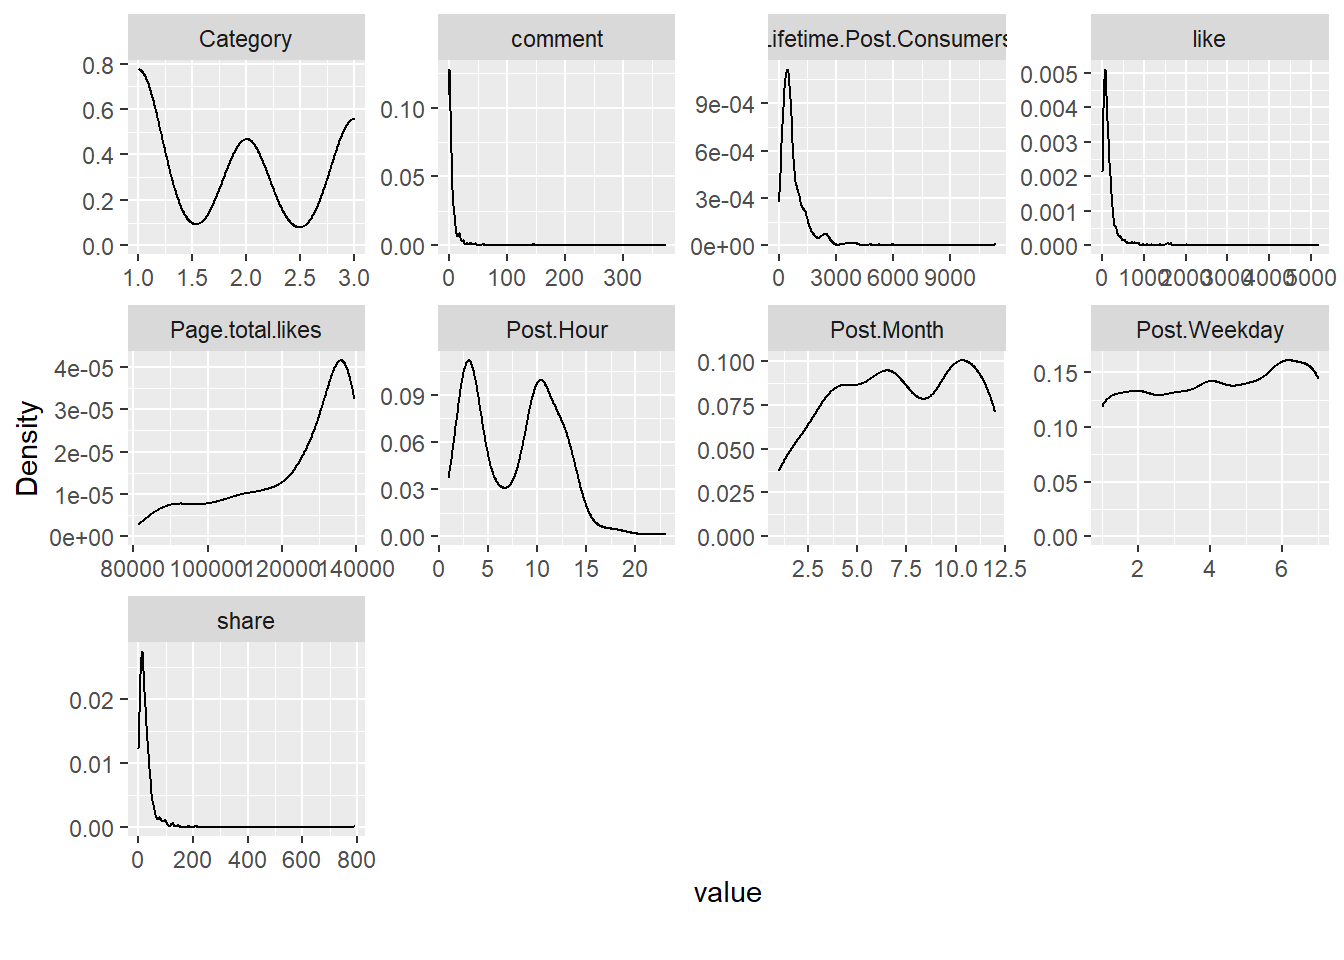 Category
comment
Lifetime.Post.Consumers
like
0.8
0.6
0.4
0.2
0.0
1.0 1.5 2.0 2.5 3.0
0.10
0.05
0.00
0 100 200 300
9e-04
6e-04
3e-04
0e+00
0 3000 6000 9000
0.005
0.004
0.003
0.002
0.001
0.000
0 1000 2000 3000 4000 5000
Page.total.likes
Post.Hour
Post.Month
Post.Weekday
4e-05
3e-05
2e-05
1e-05
0e+00
80000 100000 120000 140000
0.09
0.06
0.03
0.00
0 5 10 15 20
0.100
0.075
0.050
0.025
0.000
2.5 5.0 7.5 10.0 12.5
0.15
0.10
0.05
0.00
2 4 6
share
0.02
0.01
0.00
0 200 400 600 800
Density
value